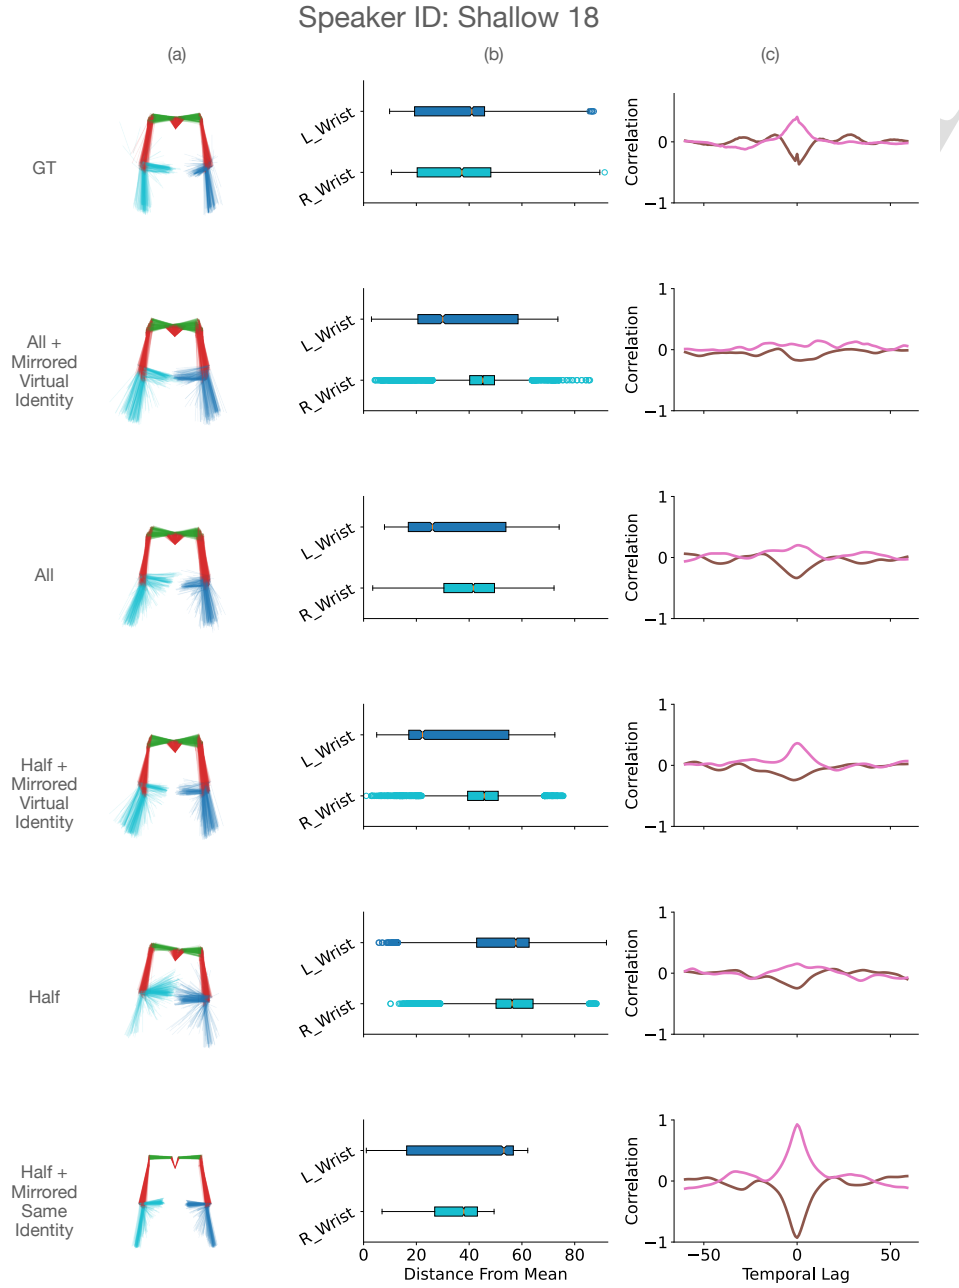 Speaker ID: Shallow 18
(a)
(b)
(c)
GT
L_Wrist
R_Wrist
Correlation
0
−1
All +
Mirrored
Virtual
Identity
L_Wrist
R_Wrist
Correlation
1
0
−1
All
L_Wrist
R_Wrist
Correlation
1
0
−1
Half +
Mirrored
Virtual
Identity
L_Wrist
R_Wrist
Correlation
1
0
−1
Half
L_Wrist
R_Wrist
Correlation
1
0
−1
Half +
Mirrored
Same
Identity
L_Wrist
R_Wrist
0 20 40 60 80
Distance From Mean
Correlation
1
0
−1
−50 0 50
Temporal Lag